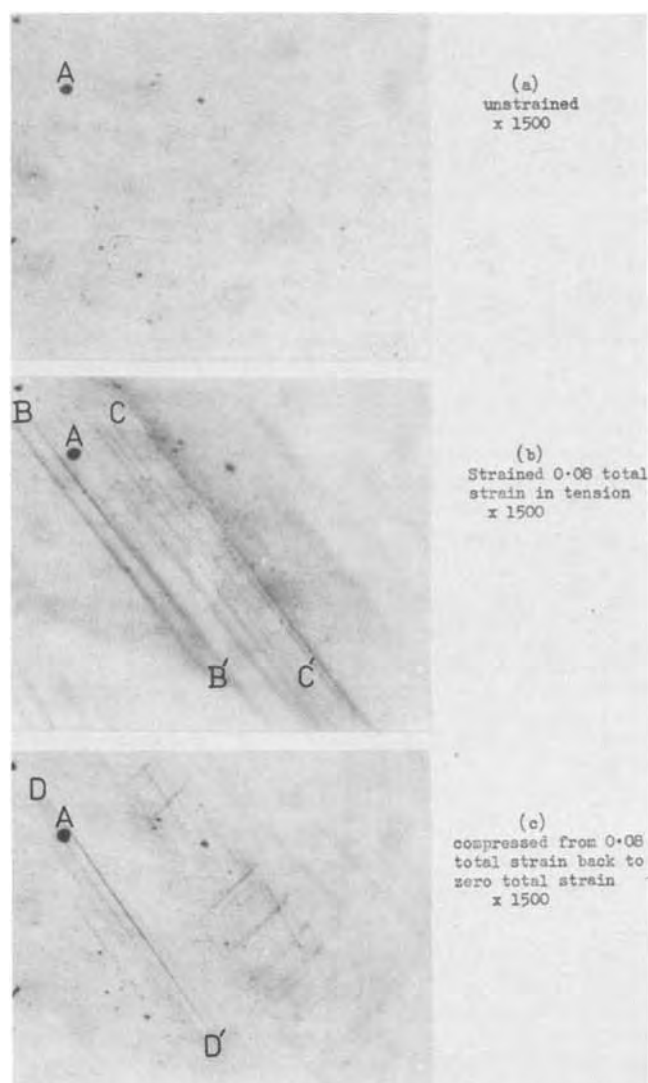 A
(a)
unstrained
x 1500
B
C
A
B′
C′
(b)
Strained 0·08 total
strain in tension
x 1500
D
A
D′
(c)
compressed from 0·08
total strain back to
zero total strain
x 1500